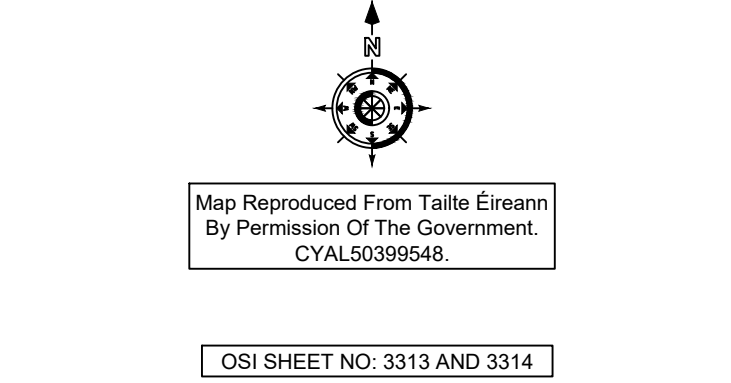 N
Map Reproduced From Tailte Éireann
By Permission Of The Government.
CYAL50399548.
OSI SHEET NO: 3313 AND 3314